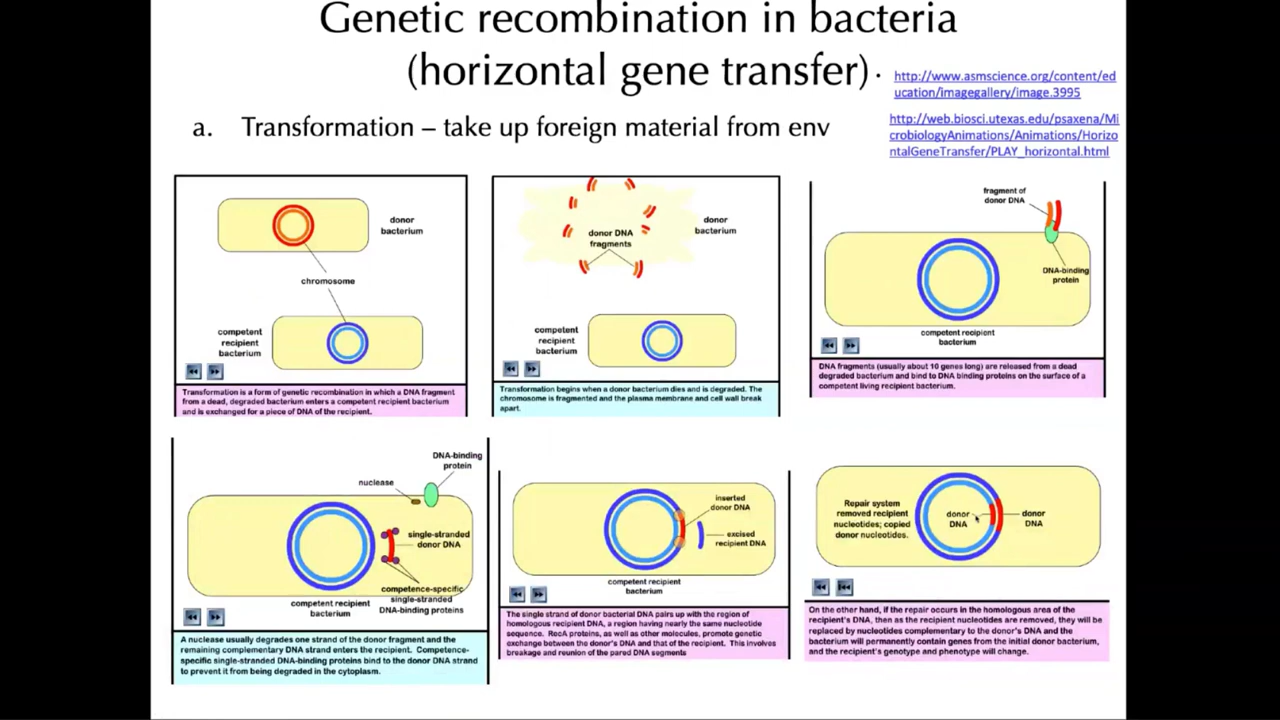 Genetic recombination in bacteria
(horizontal gene transfer) .
http://www.asmscience.org/content/ed
ucation/imagegallery/image.3995
http://web.biosci.utexas.edu/psaxena/Mi
crobiologyAnimations/Animations/Horizo
ntalGeneTransfer/PLAY_horizontal.html
a. Transformation – take up foreign material from env
donor
bacterium
chromosome
competent
recipient
bacterium
Transformation is a form of genetic recombination in which a DNA fragment
from a dead, degraded bacterium enters a competent recipient bacterium
and is exchanged for a piece of DNA of the recipient.
donor DNA
fragments
donor
bacterium
competent
recipient
bacterium
Transformation begins when a donor bacterium dies and is degraded. The
chromosome is fragmented and the plasma membrane and cell wall break
apart.
fragment of
donor DNA
DNA-binding
protein
competent recipient
bacterium
DNA fragments (usually about 10 genes long) are released from a dead
degraded bacterium and bind to DNA binding proteins on the surface of a
competent living recipient bacterium.
DNA-binding
protein
nuclease
single-stranded
donor DNA
competence-specific
single-stranded
DNA-binding proteins
competent recipient
bacterium
A nuclease usually degrades one strand of the donor fragment and the
remaining complementary DNA strand enters the recipient. Competence-
specific single-stranded DNA-binding proteins bind to the donor DNA strand
to prevent it from being degraded in the cytoplasm.
inserted
donor DNA
excised
recipient DNA
competent recipient
bacterium
The single strand of donor bacterial DNA pairs up with the region of
homologous recipient DNA, a region having nearly the same nucleotide
sequence. RecA proteins, as well as other molecules, promote genetic
exchange between the donor's DNA and that of the recipient. This involves
breakage and reunion of the pared DNA segments
Repair system
removed recipient
nucleotides; copied
donor nucleotides.
donor
DNA
donor
DNA
On the other hand, if the repair occurs in the homologous area of the
recipient's DNA, then as the recipient nucleotides are removed, they will be
replaced by nucleotides complementary to the donor's DNA and the
bacterium will permanently contain genes from the initial donor bacterium,
and the recipient's genotype and phenotype will change.